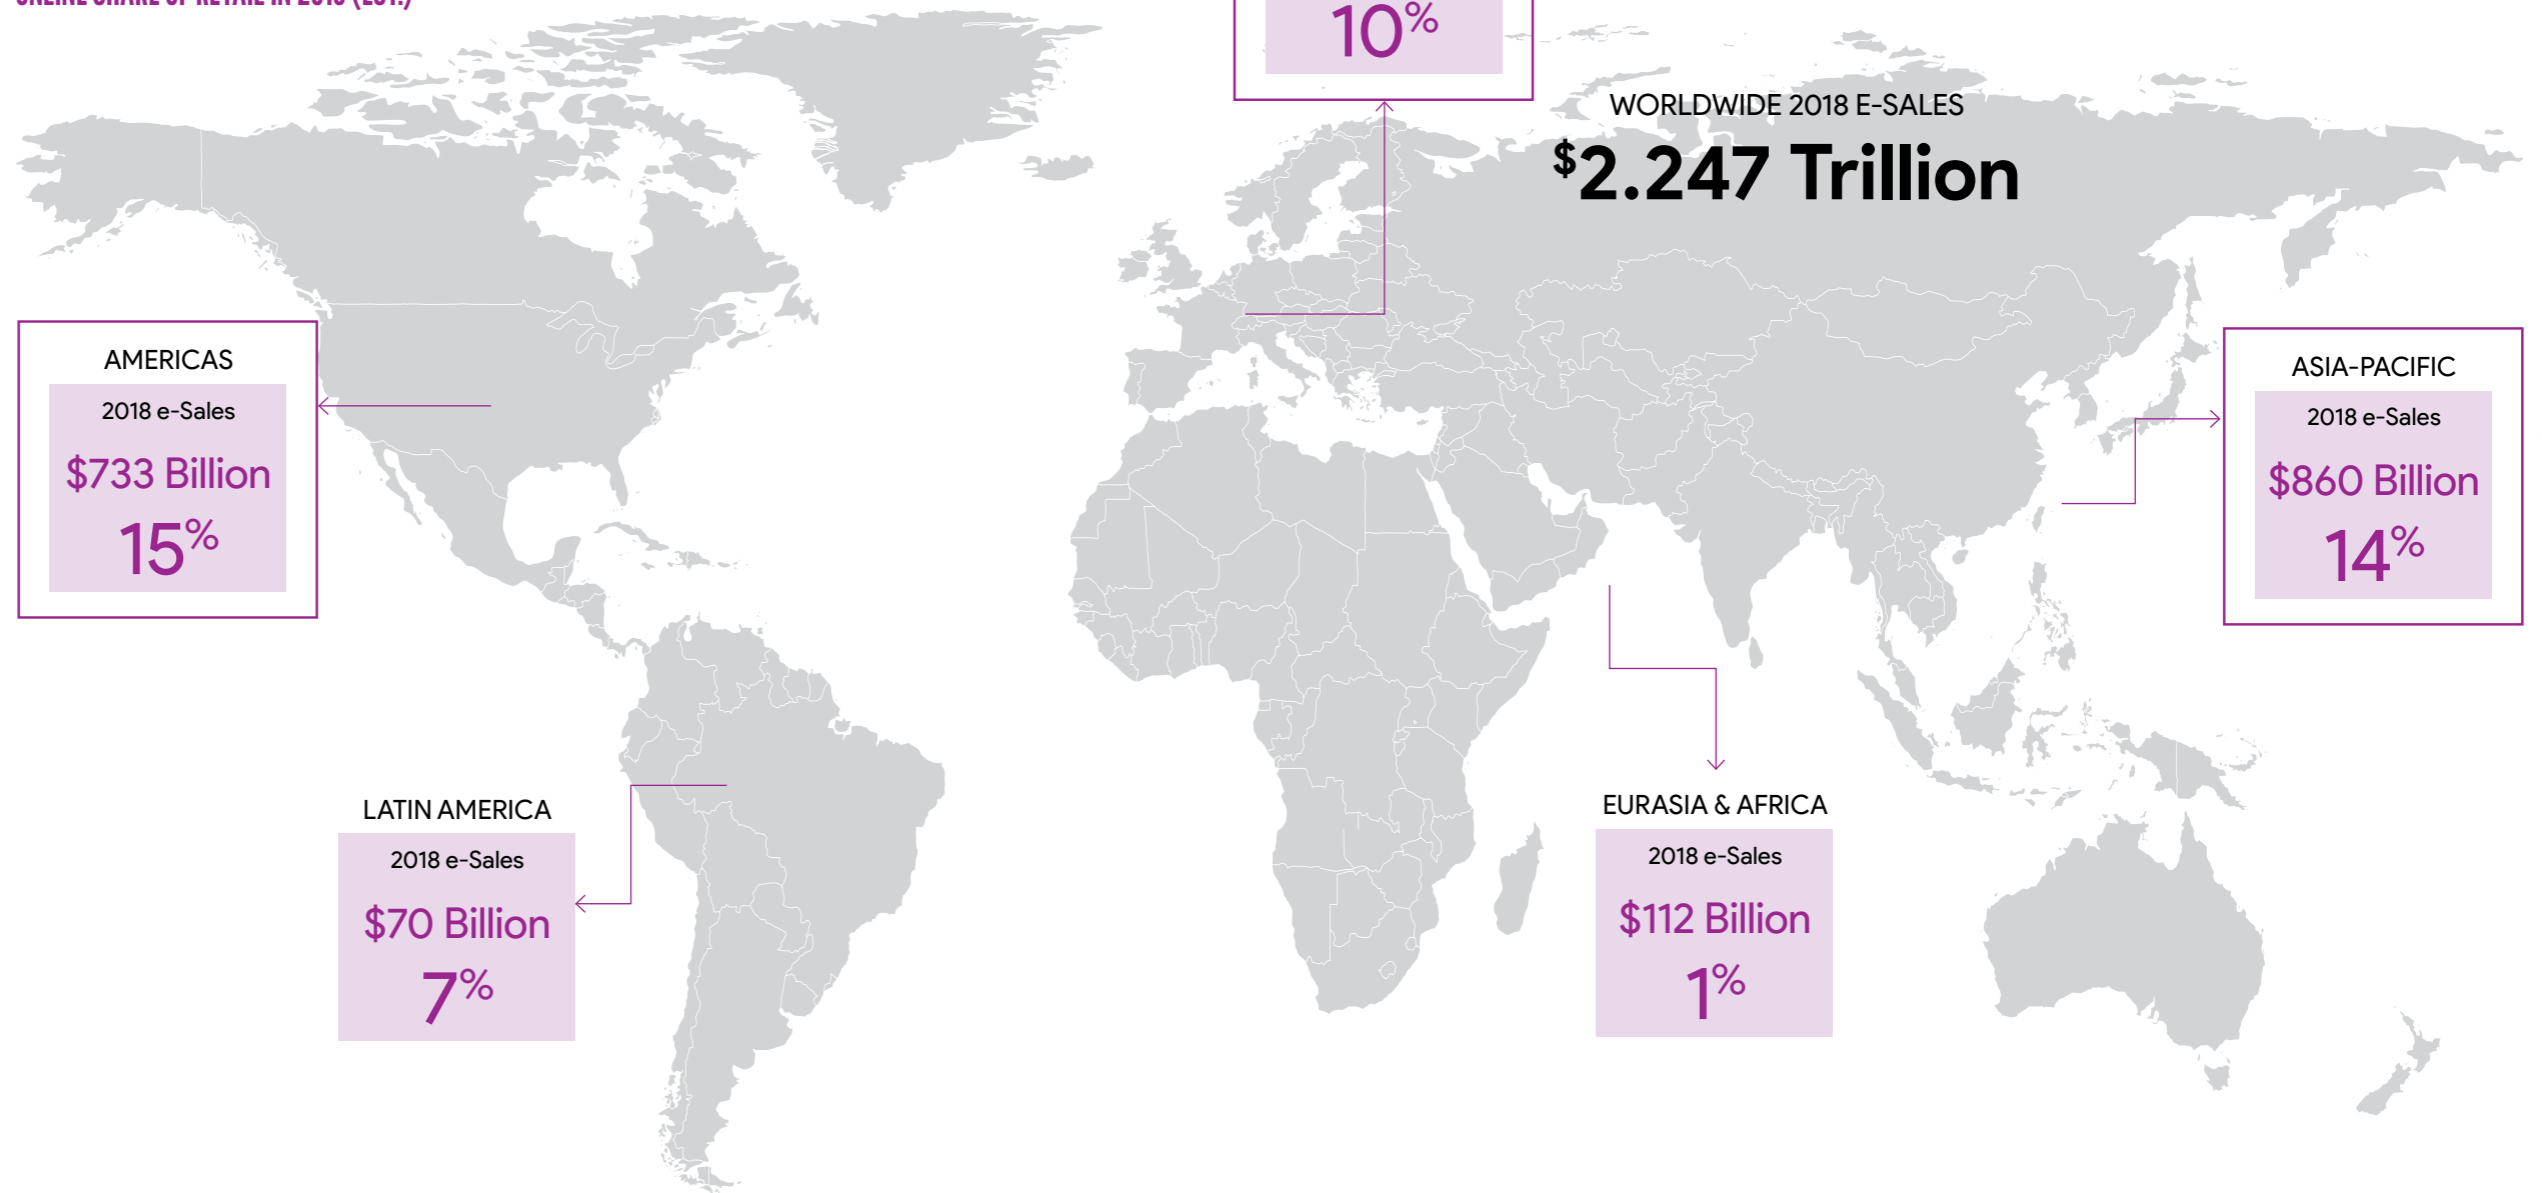 10%
WORLDWIDE 2018 E-SALES
$2.247 Trillion
AMERICAS
2018 e-Sales
$733 Billion
15%
ASIA-PACIFIC
2018 e-Sales
$860 Billion
14%
LATIN AMERICA
2018 e-Sales
$70 Billion
7%
EURASIA & AFRICA
2018 e-Sales
$112 Billion
1%